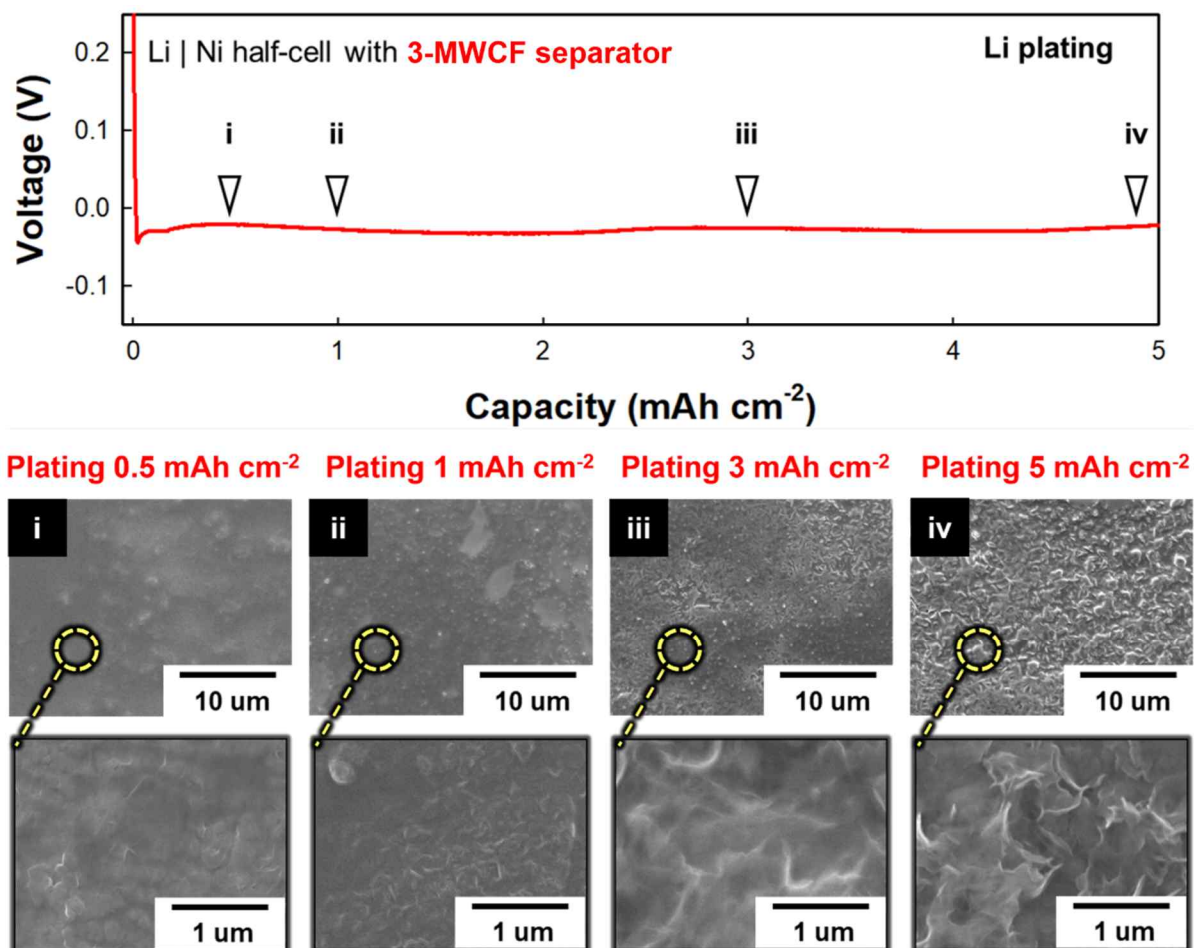 Li | Ni half-cell with 3-MWCF separator
Li plating
Voltage (V)
0.2
0.1
0.0
-0.1
i
ii
iii
iv
0
1
2
3
4
5
Capacity (mAh cm⁻²)
Plating 0.5 mAh cm⁻²
Plating 1 mAh cm⁻²
Plating 3 mAh cm⁻²
Plating 5 mAh cm⁻²
i
ii
iii
iv
10 um
10 um
10 um
10 um
1 um
1 um
1 um
1 um